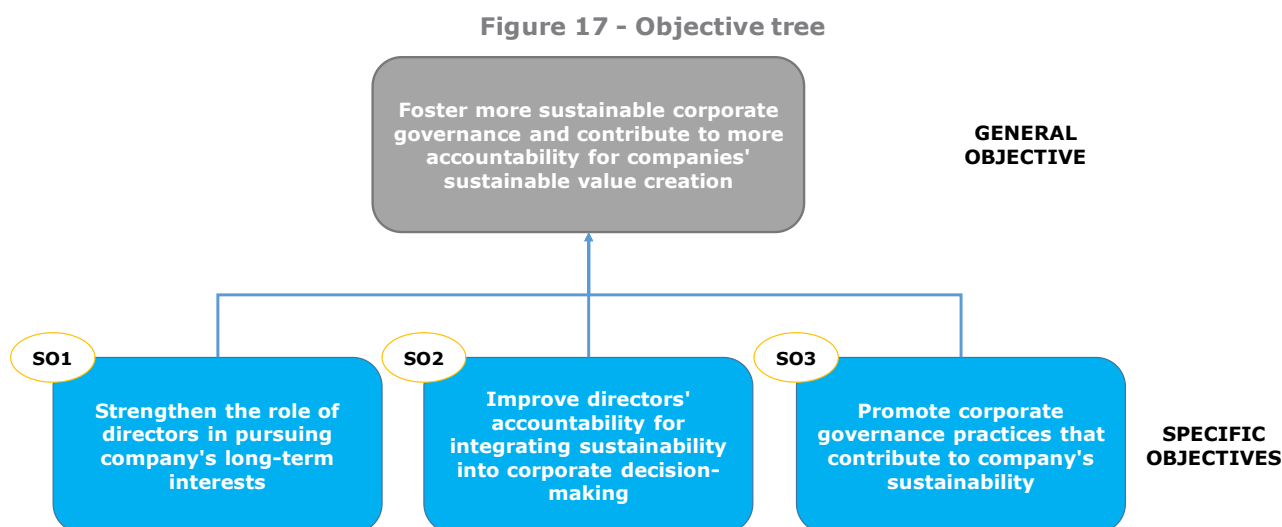 Figure 17 - Objective tree
Foster more sustainable corporate
governance and contribute to more
accountability for companies'
sustainable value creation
GENERAL
OBJECTIVE
SO1
Strengthen the role of
directors in pursuing
company's long-term
interests
SO2
Improve directors'
accountability for
integrating sustainability
into corporate decision-
making
SO3
Promote corporate
governance practices that
contribute to company's
sustainability
SPECIFIC
OBJECTIVES